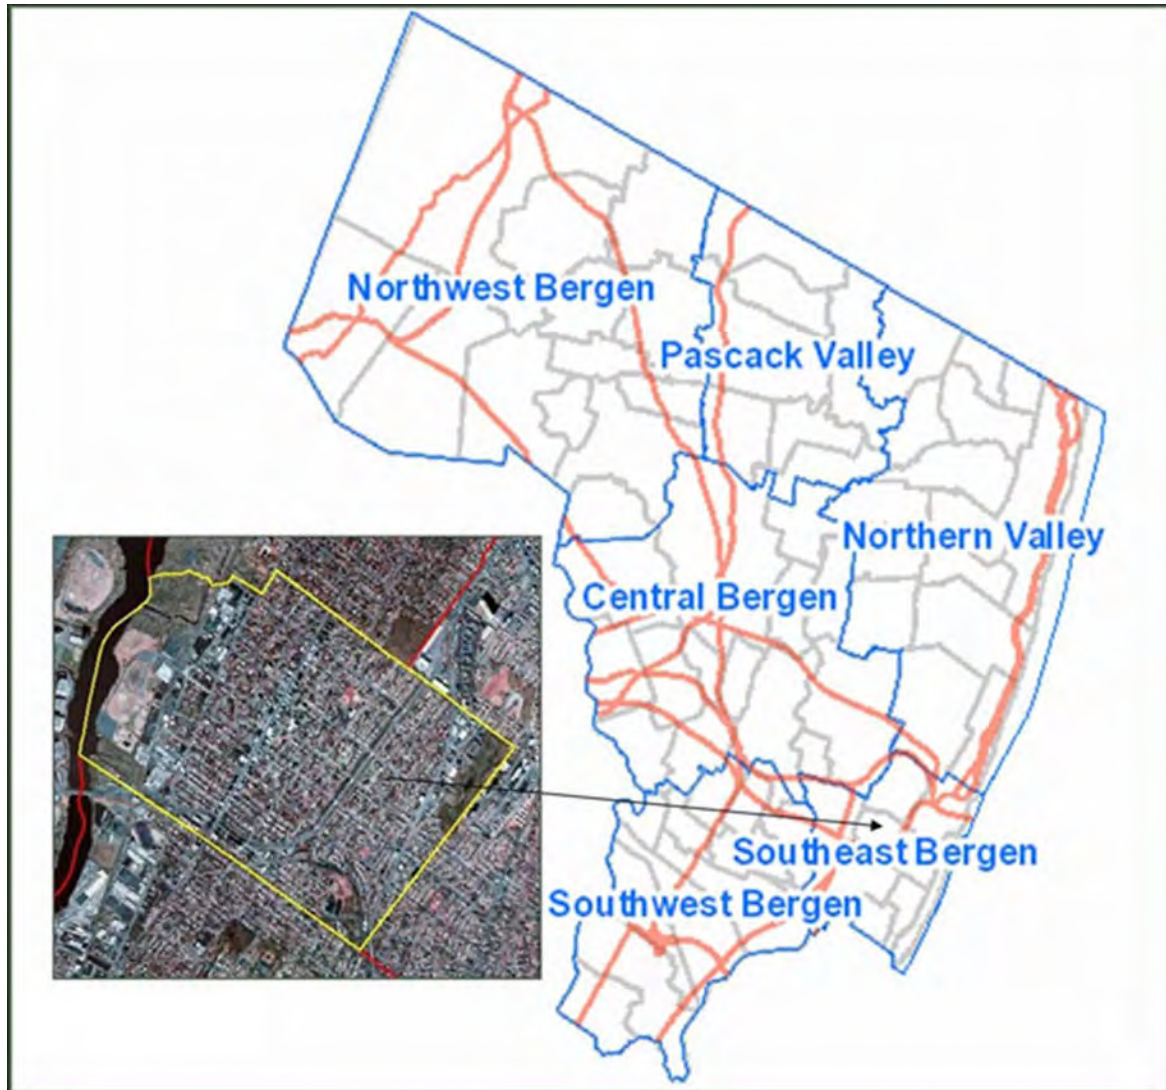 Northwest Bergen
Pascack Valley
Northern Valley
Central Bergen
Southeast Bergen
Southwest Bergen